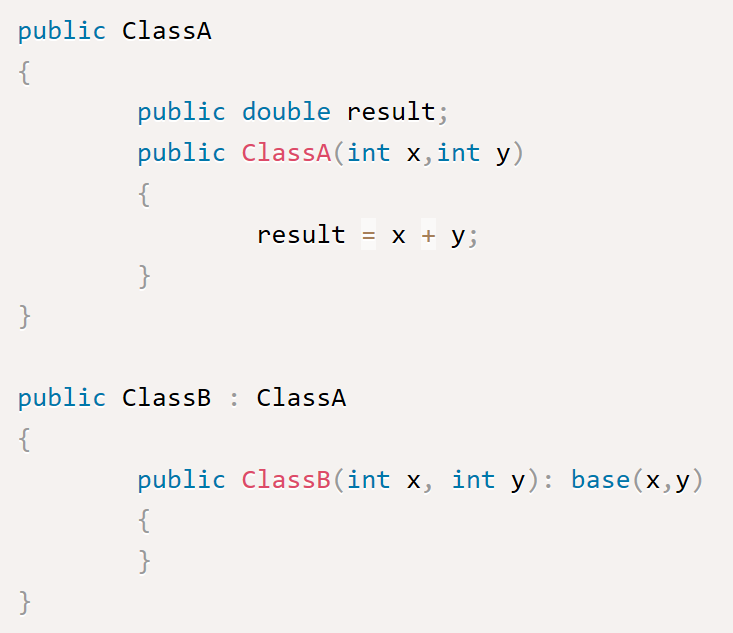 public ClassA
{
public double result;
public ClassA(int x,int y)
{
result = x + y;
}
}
public ClassB : ClassA
{
public ClassB(int x, int y): base(x,y)
{
}
}